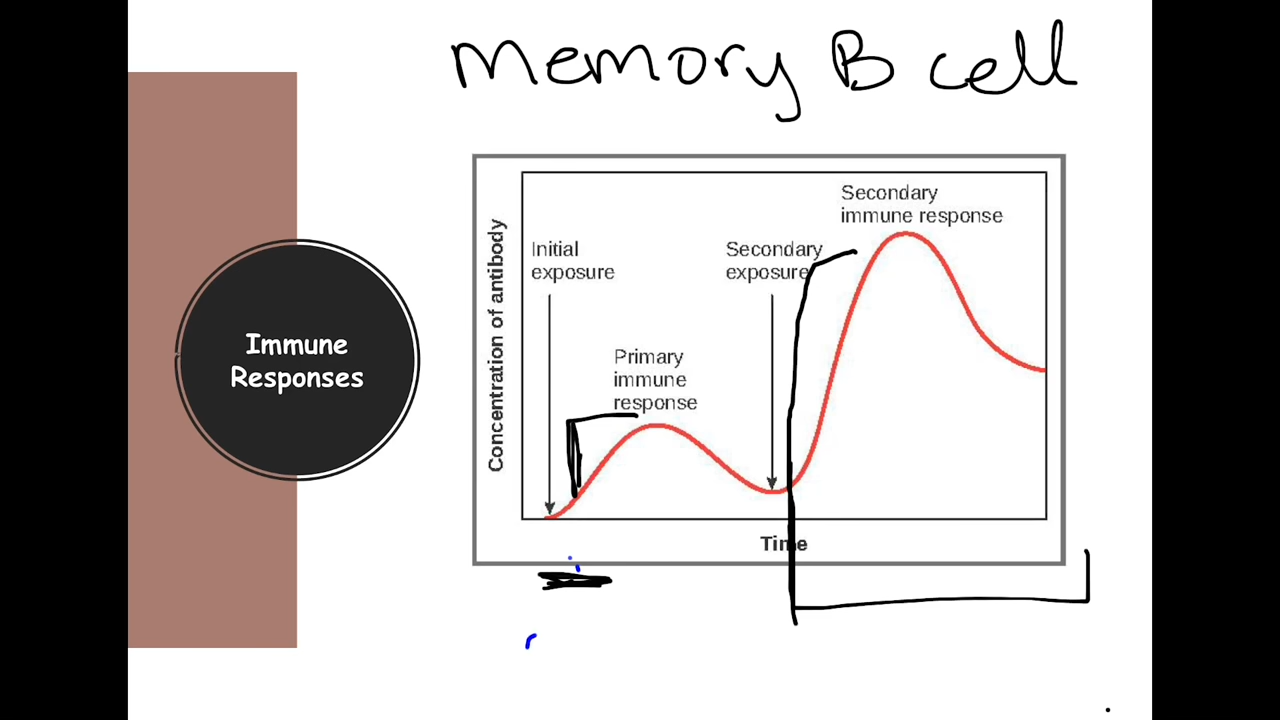 Memory B cell
Immune
Responses
Concentration of antibody
Initial
exposure
Primary
immune
response
Secondary
exposure
Secondary
immune response
Time